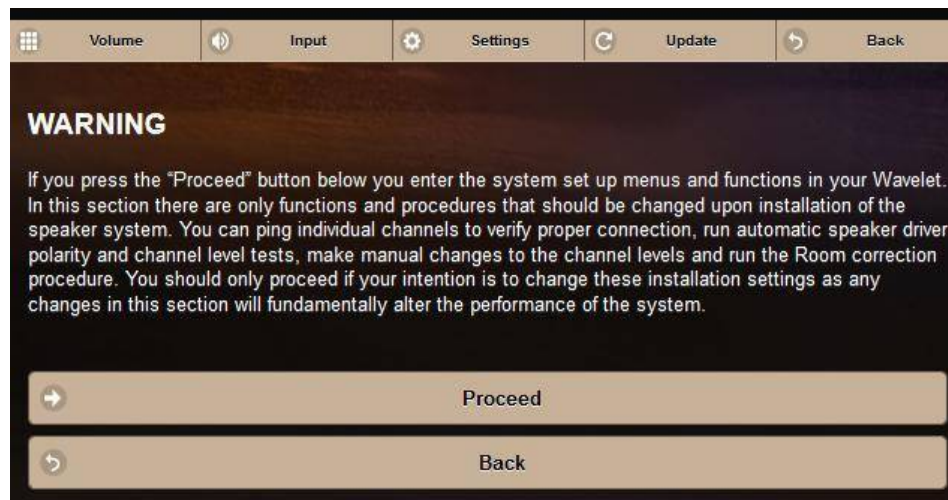 Volume Input Settings Update Back
WARNING
If you press the “Proceed” button below you enter the system set up menus and functions in your Wavelet.
In this section there are only functions and procedures that should be changed upon installation of the
speaker system. You can ping individual channels to verify proper connection, run automatic speaker driver
polarity and channel level tests, make manual changes to the channel levels and run the Room correction
procedure. You should only proceed if your intention is to change these installation settings as any
changes in this section will fundamentally alter the performance of the system.
Proceed
Back